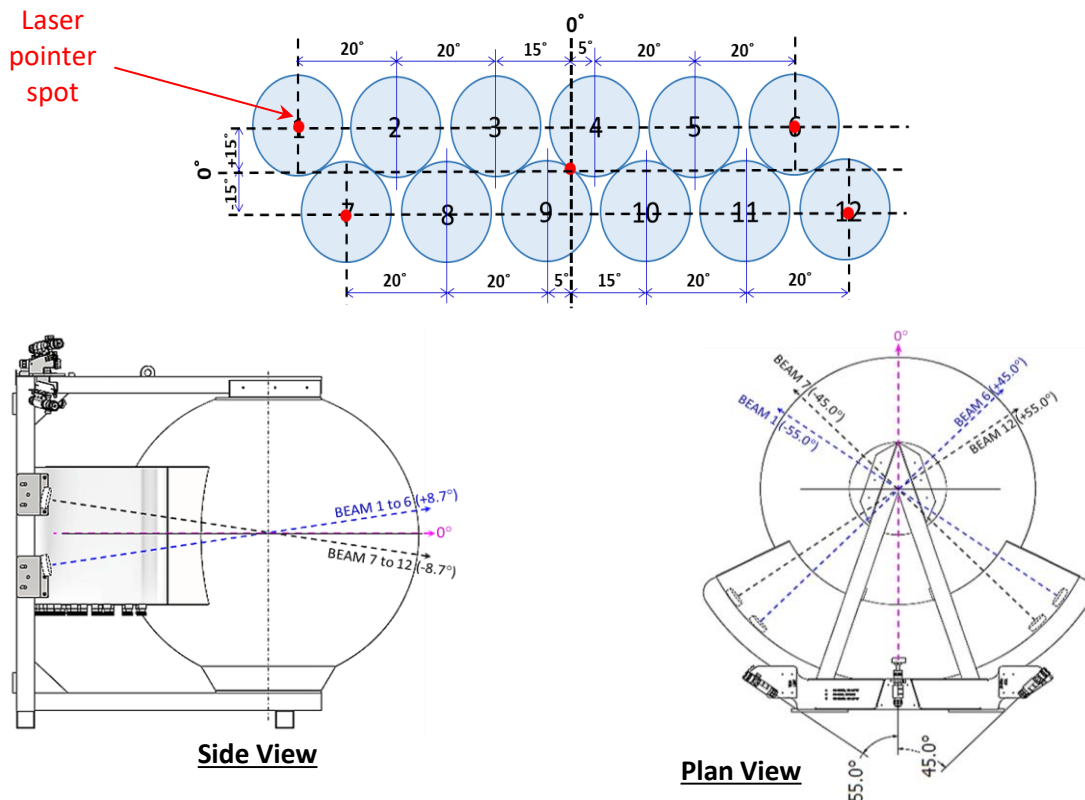 Laser
pointer
spot
0°
20° 20° 15° 5° 20° 20°
1 2 3 4 5 6
+15°
0°
-15°
7 8 9 10 11 12
20° 20° 5° 15° 20° 20°
BEAM 1 to 6 (+8.7°)
0°
BEAM 7 to 12 (-8.7°)
Side View
0°
BEAM 7 (-45.0°)
BEAM 1 (-55.0°)
BEAM 6 (+45.0°)
BEAM 12 (+55.0°)
55.0°
45.0°
Plan View